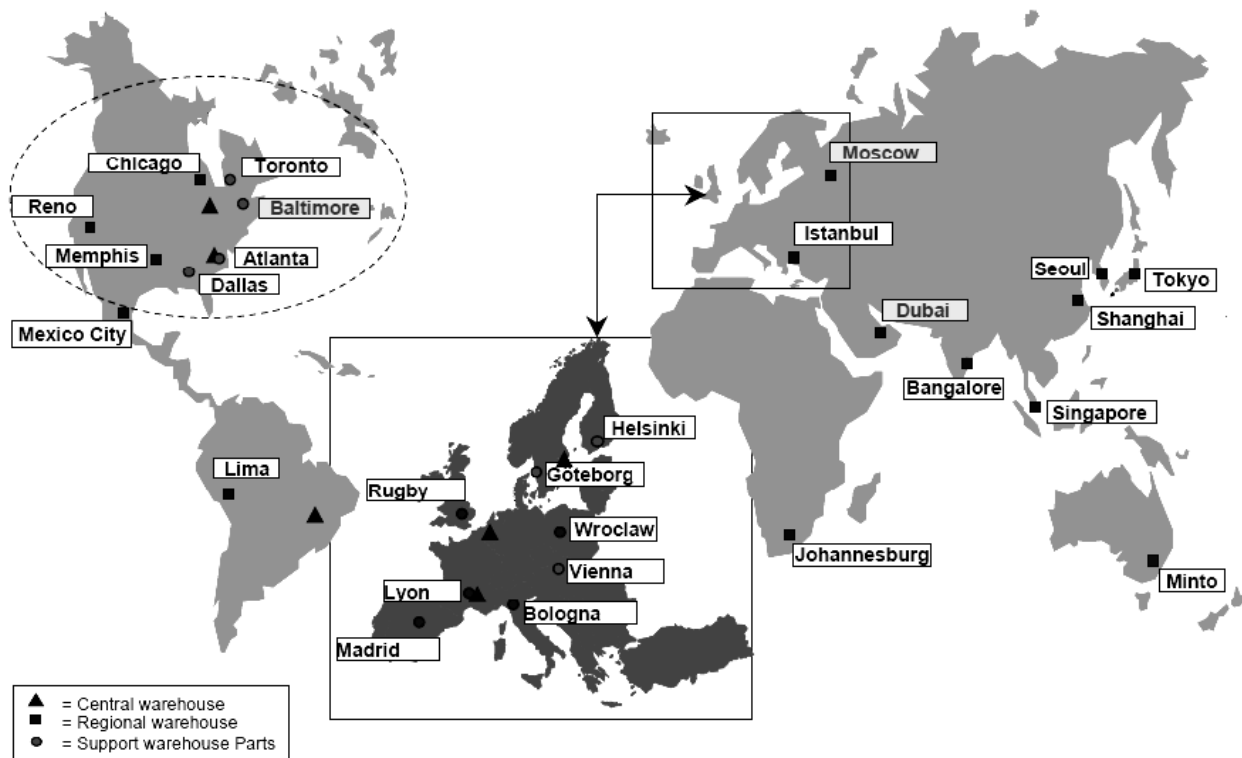 Chicago
Toronto
Reno
Baltimore
Memphis
Atlanta
Dallas
Mexico City
Lima
Moscow
Istanbul
Seoul
Tokyo
Dubai
Shanghai
Bangalore
Singapore
Johannesburg
Minto
Helsinki
Göteborg
Rugby
Wroclaw
Vienna
Lyon
Bologna
Madrid
= Central warehouse
= Regional warehouse
= Support warehouse Parts